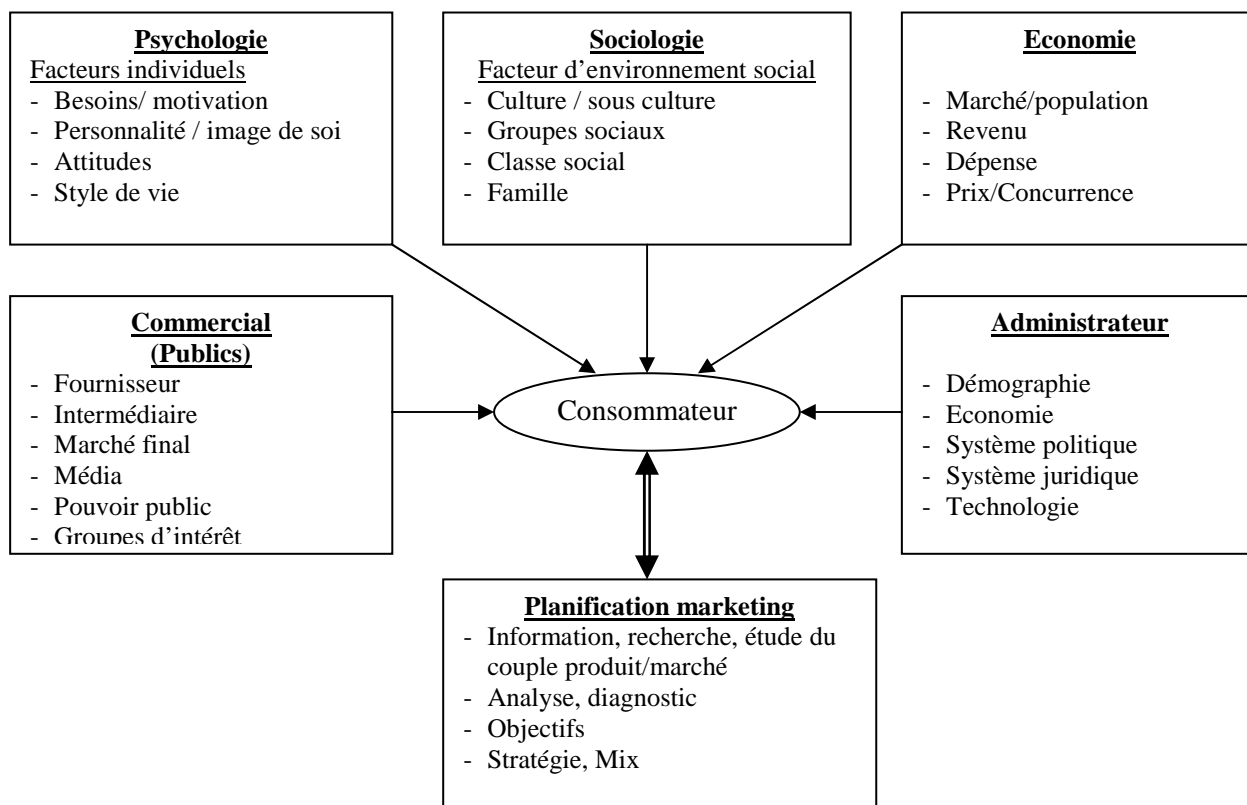 Psychologie
Facteurs individuels
- Besoins/ motivation
- Personnalité / image de soi
- Attitudes
- Style de vie
Sociologie
Facteur d'environnement social
- Culture / sous culture
- Groupes sociaux
- Classe social
- Famille
Economie
- Marché/population
- Revenu
- Dépense
- Prix/Concurrence
Commercial
(Publics)
- Fournisseur
- Intermédiaire
- Marché final
- Média
- Pouvoir public
- Groupes d'intérêt
Consommateur
Administrateur
- Démographie
- Economie
- Système politique
- Système juridique
- Technologie
Planification marketing
- Information, recherche, étude du
couple produit/marché
- Analyse, diagnostic
- Objectifs
- Stratégie, Mix